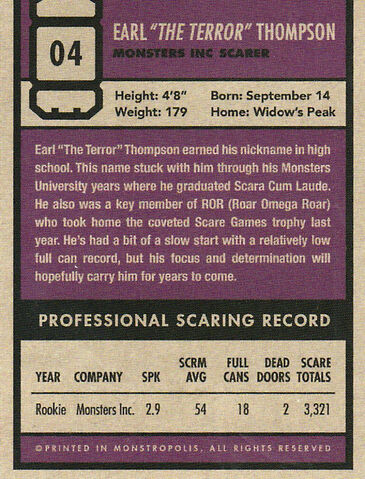 04
EARL "THE TERROR" THOMPSON
MONSTERS INC SCARER
Height: 4'8" Born: September 14
Weight: 179 Home: Widow's Peak
Earl "The Terror" Thompson earned his nickname in high
school. This name stuck with him through his Monsters
University years where he graduated Scara Cum Laude.
He also was a key member of ROR (Roar Omega Roar)
who took home the coveted Scare Games trophy last
year. He's had a bit of a slow start with a relatively low
full can record, but his focus and determination will
hopefully carry him for years to come.
PROFESSIONAL SCARING RECORD
YEAR COMPANY SPK SCRM AVG FULL CANS DEAD DOORS SCARE TOTALS
Rookie Monsters Inc. 2.9 54 18 2 3,321
©PRINTED IN MONSTROPOLIS, ALL RIGHTS RESERVED